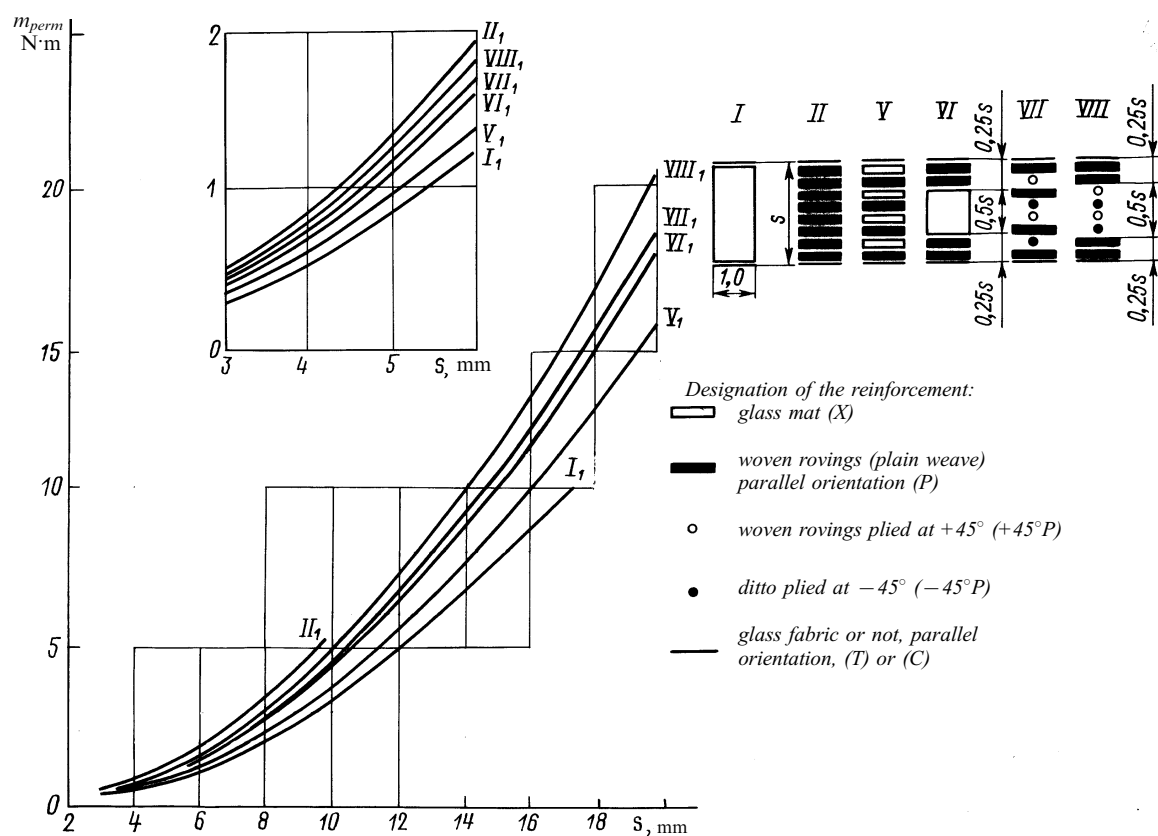 m_perm
N·m
20
15
10
5
0
2
4
6
8
10
12
14
16
18
s, mm
II₁
I₁
VIII₁
VII₁
VI₁
V₁
2
1
0
3
4
5
s, mm
II₁
VIII₁
VII₁
VI₁
V₁
I₁
I
II
V
VI
VII
VIII
0,25s
0,25s
s
0,5s
0,5s
1,0
0,25s
0,25s
Designation of the reinforcement:
glass mat (X)
woven rovings (plain weave)
parallel orientation (P)
woven rovings plied at +45° (+45°P)
ditto plied at −45° (−45°P)
glass fabric or not, parallel
orientation, (T) or (C)